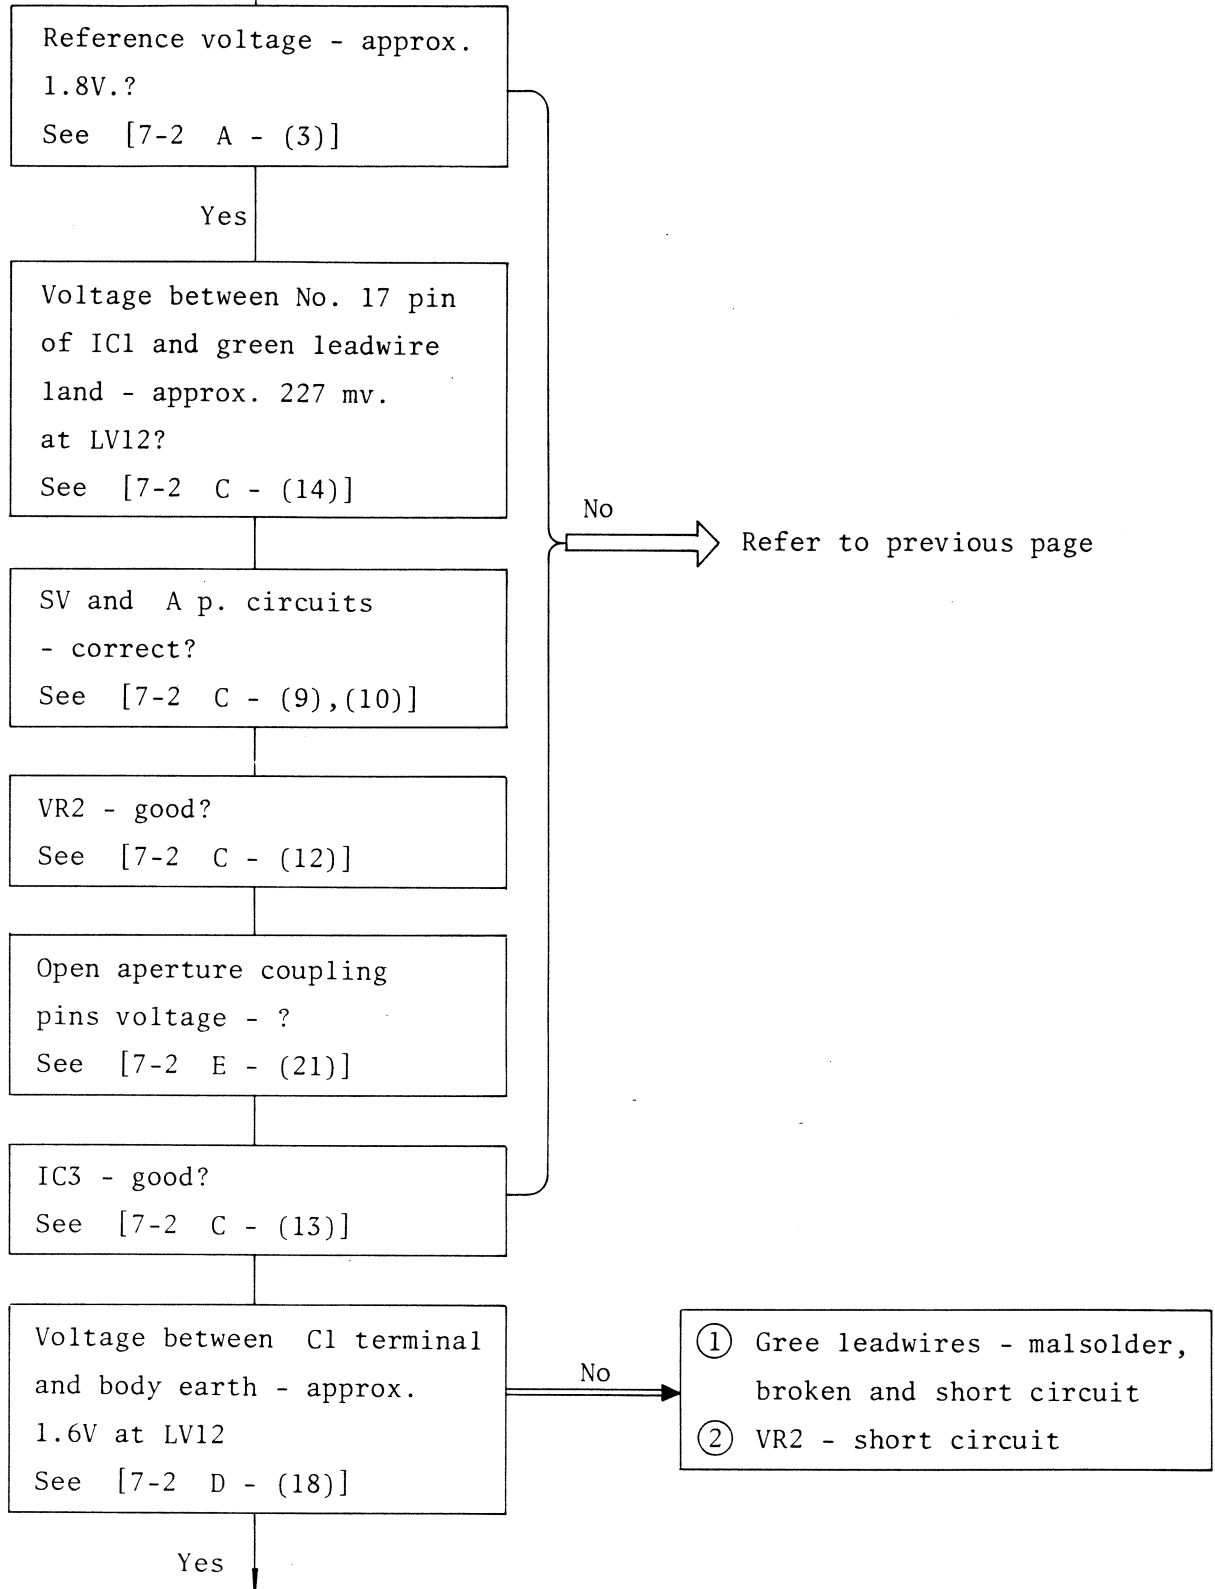 Reference voltage - approx.
1.8V.?
See [7-2 A - (3)]
Yes
Voltage between No. 17 pin
of IC1 and green leadwire
land - approx. 227 mv.
at LV12?
See [7-2 C - (14)]
No
Refer to previous page
SV and A p. circuits
- correct?
See [7-2 C - (9),(10)]
VR2 - good?
See [7-2 C - (12)]
Open aperture coupling
pins voltage - ?
See [7-2 E - (21)]
IC3 - good?
See [7-2 C - (13)]
Voltage between C1 terminal
and body earth - approx.
1.6V at LV12
See [7-2 D - (18)]
No
① Gree leadwires - malsolder,
broken and short circuit
② VR2 - short circuit
Yes